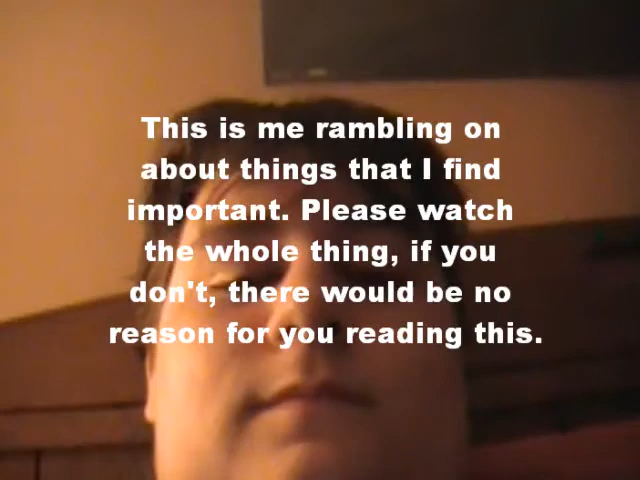 This is me rambling on
about things that I find
important. Please watch
the whole thing, if you
don't, there would be no
reason for you reading this.